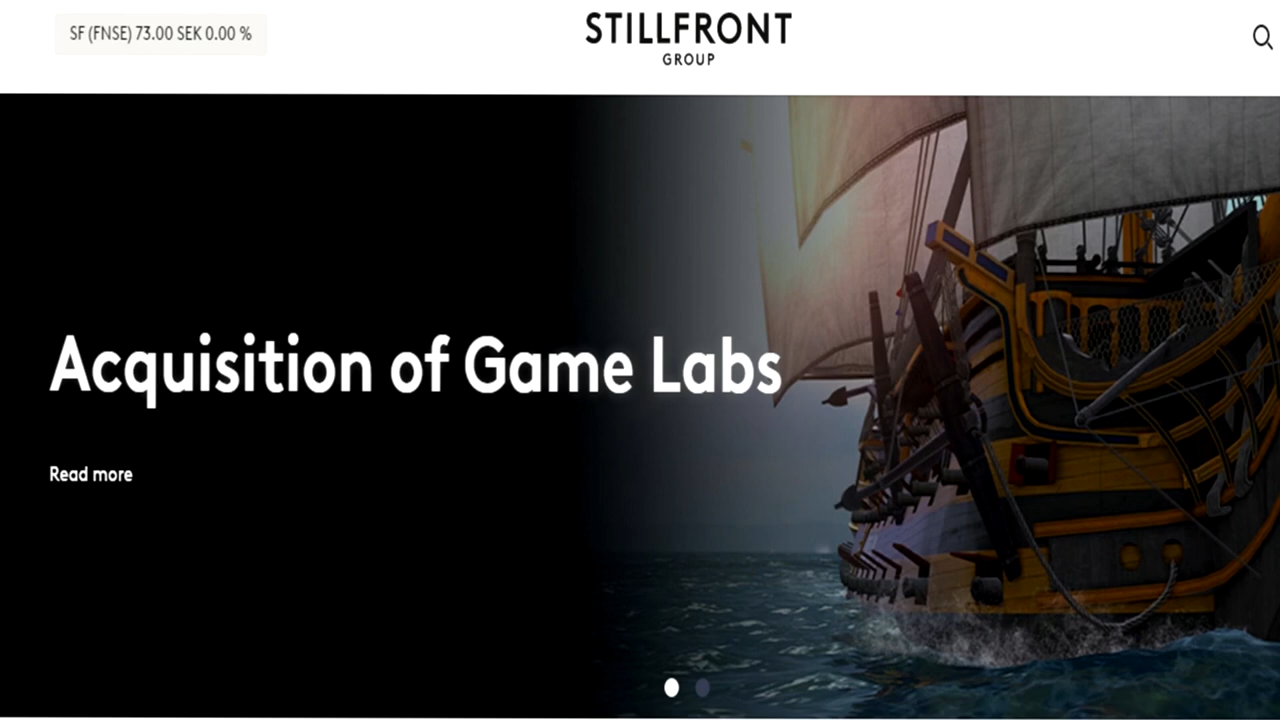 SF (FNSE) 73.00 SEK 0.00 %
STILLFRONT
GROUP
Acquisition of Game Labs
Read more